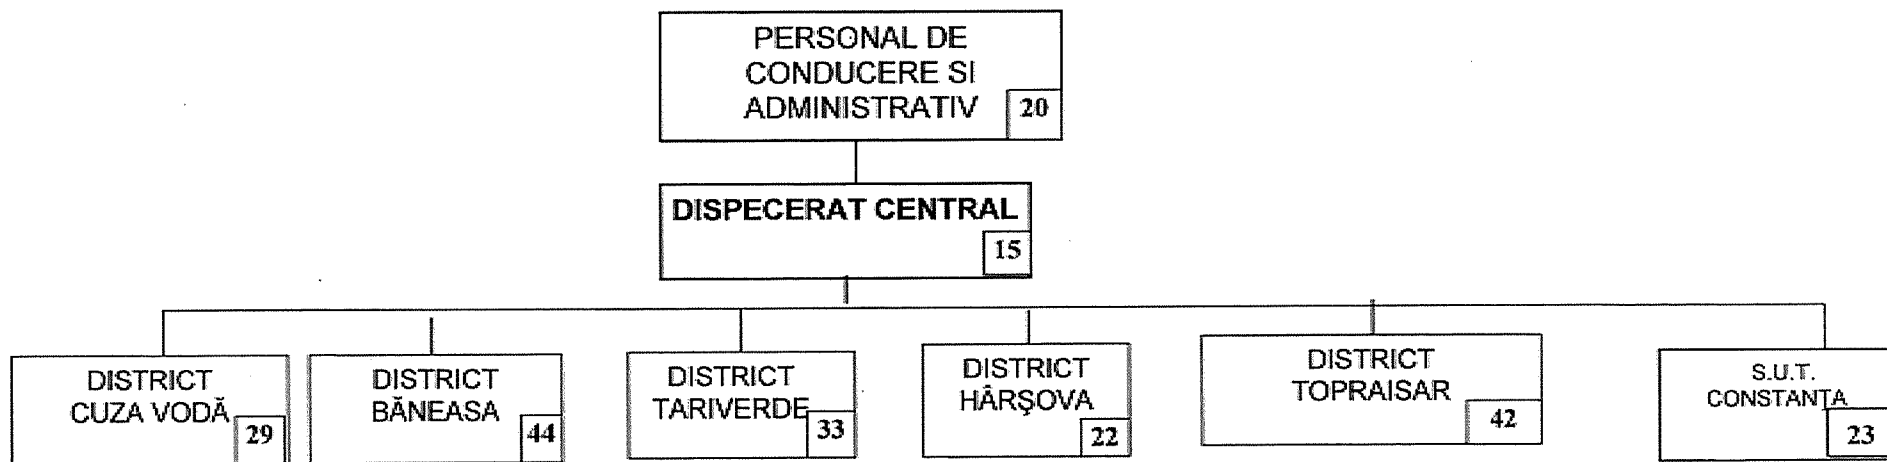 PERSONAL DE
CONDUCERE SI
ADMINISTRATIV
20
DISPECERAT CENTRAL
15
DISTRICT
CUZA VODĂ
29
DISTRICT
BĂNEASA
44
DISTRICT
TARIVERDE
33
DISTRICT
HÂRŞOVA
22
DISTRICT
TOPRAISAR
42
S.U.T.
CONSTANŢA
23